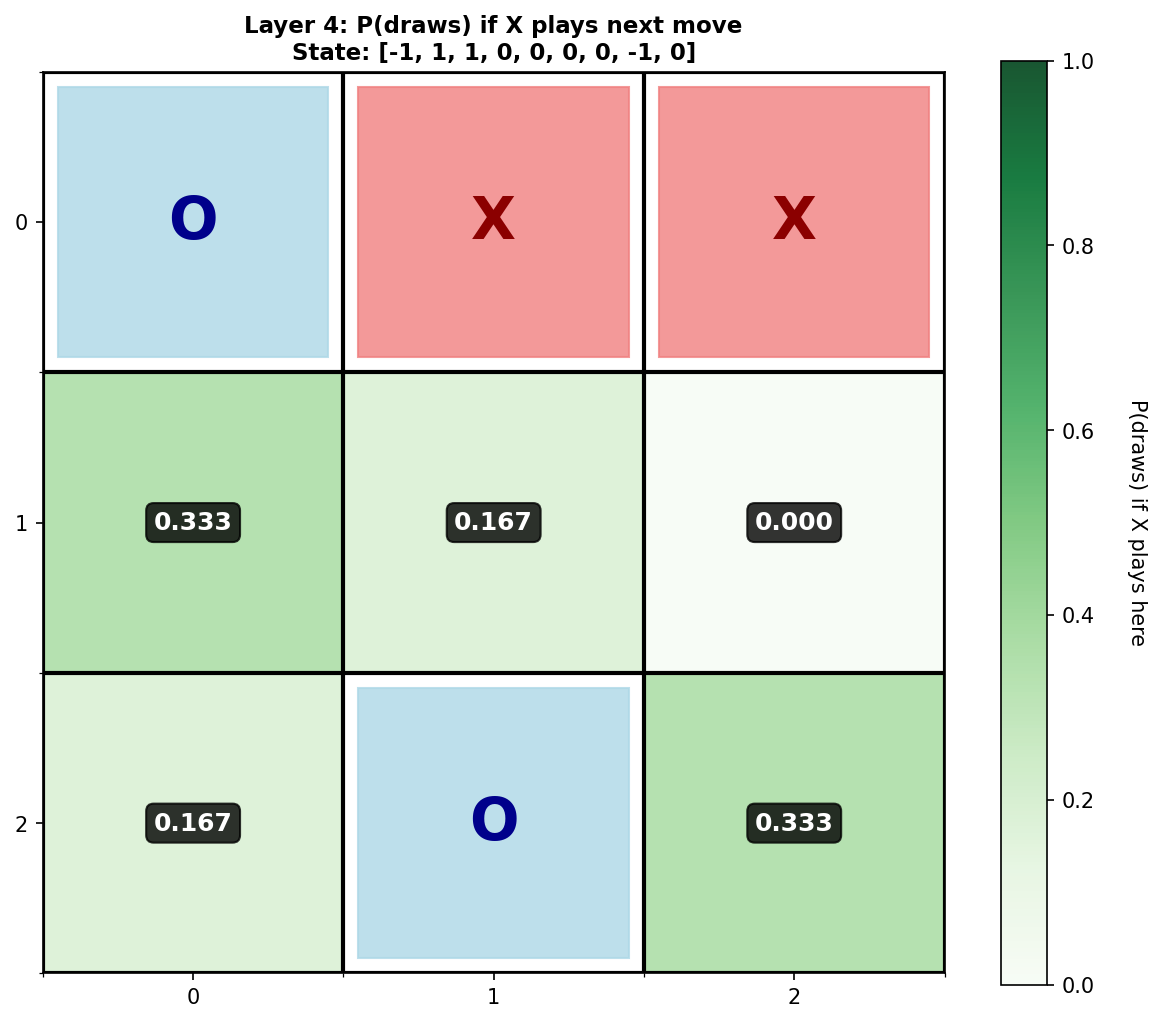 Layer 4: P(draws) if X plays next move
State: [-1, 1, 1, 0, 0, 0, 0, -1, 0]
0
O
X
X
1
0.333
0.167
0.000
2
0.167
O
0.333
0
1
2
1.0
0.8
0.6
0.4
0.2
0.0
P(draws) if X plays here